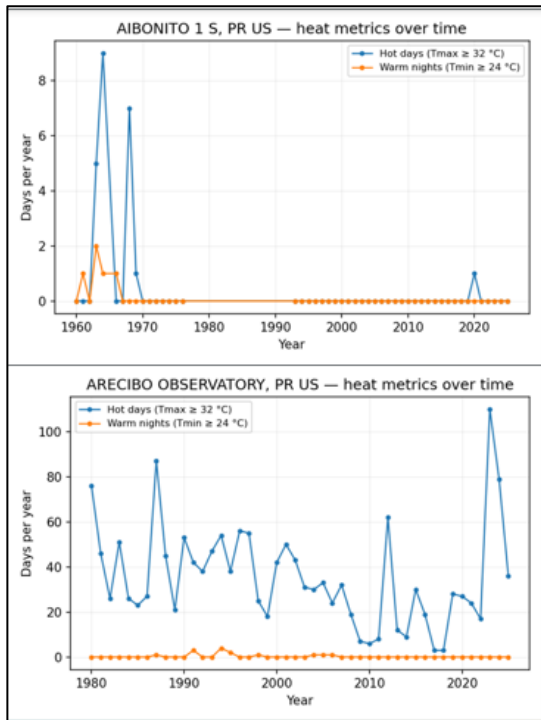 AIBONITO 1 S, PR US — heat metrics over time
Hot days (Tmax ≥ 32 °C)
Warm nights (Tmin ≥ 24 °C)
Days per year
8
6
4
2
0
1960 1970 1980 1990 2000 2010 2020
Year
ARECIBO OBSERVATORY, PR US — heat metrics over time
Hot days (Tmax ≥ 32 °C)
Warm nights (Tmin ≥ 24 °C)
Days per year
100
80
60
40
20
0
1980 1990 2000 2010 2020
Year